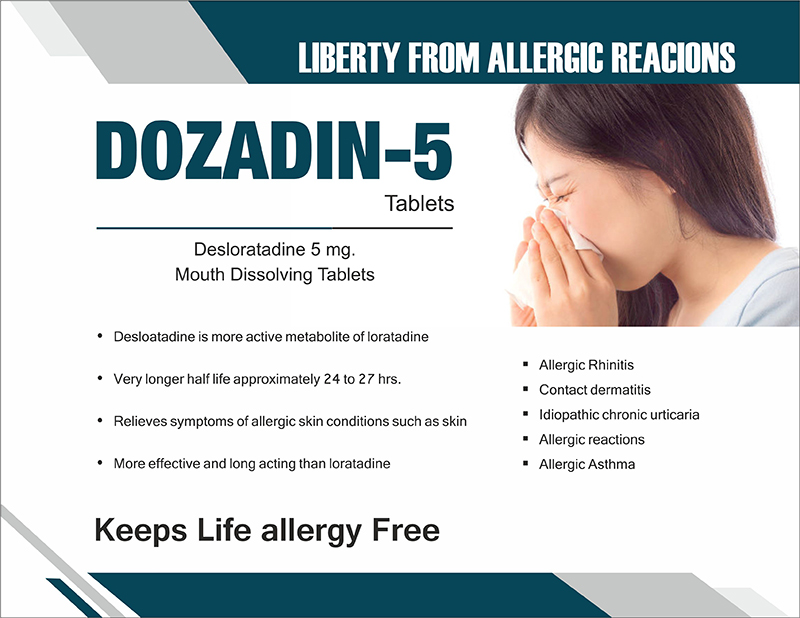 LIBERTY FROM ALLERGIC REACIONS
DOZADIN-5
Tablets
Desloratadine 5 mg.
Mouth Dissolving Tablets
• Desloatadine is more active metabolite of loratadine
• Very longer half life approximately 24 to 27 hrs.
• Relieves symptoms of allergic skin conditions such as skin
• More effective and long acting than loratadine
▪ Allergic Rhinitis
▪ Contact dermatitis
▪ Idiopathic chronic urticaria
▪ Allergic reactions
▪ Allergic Asthma
Keeps Life allergy Free